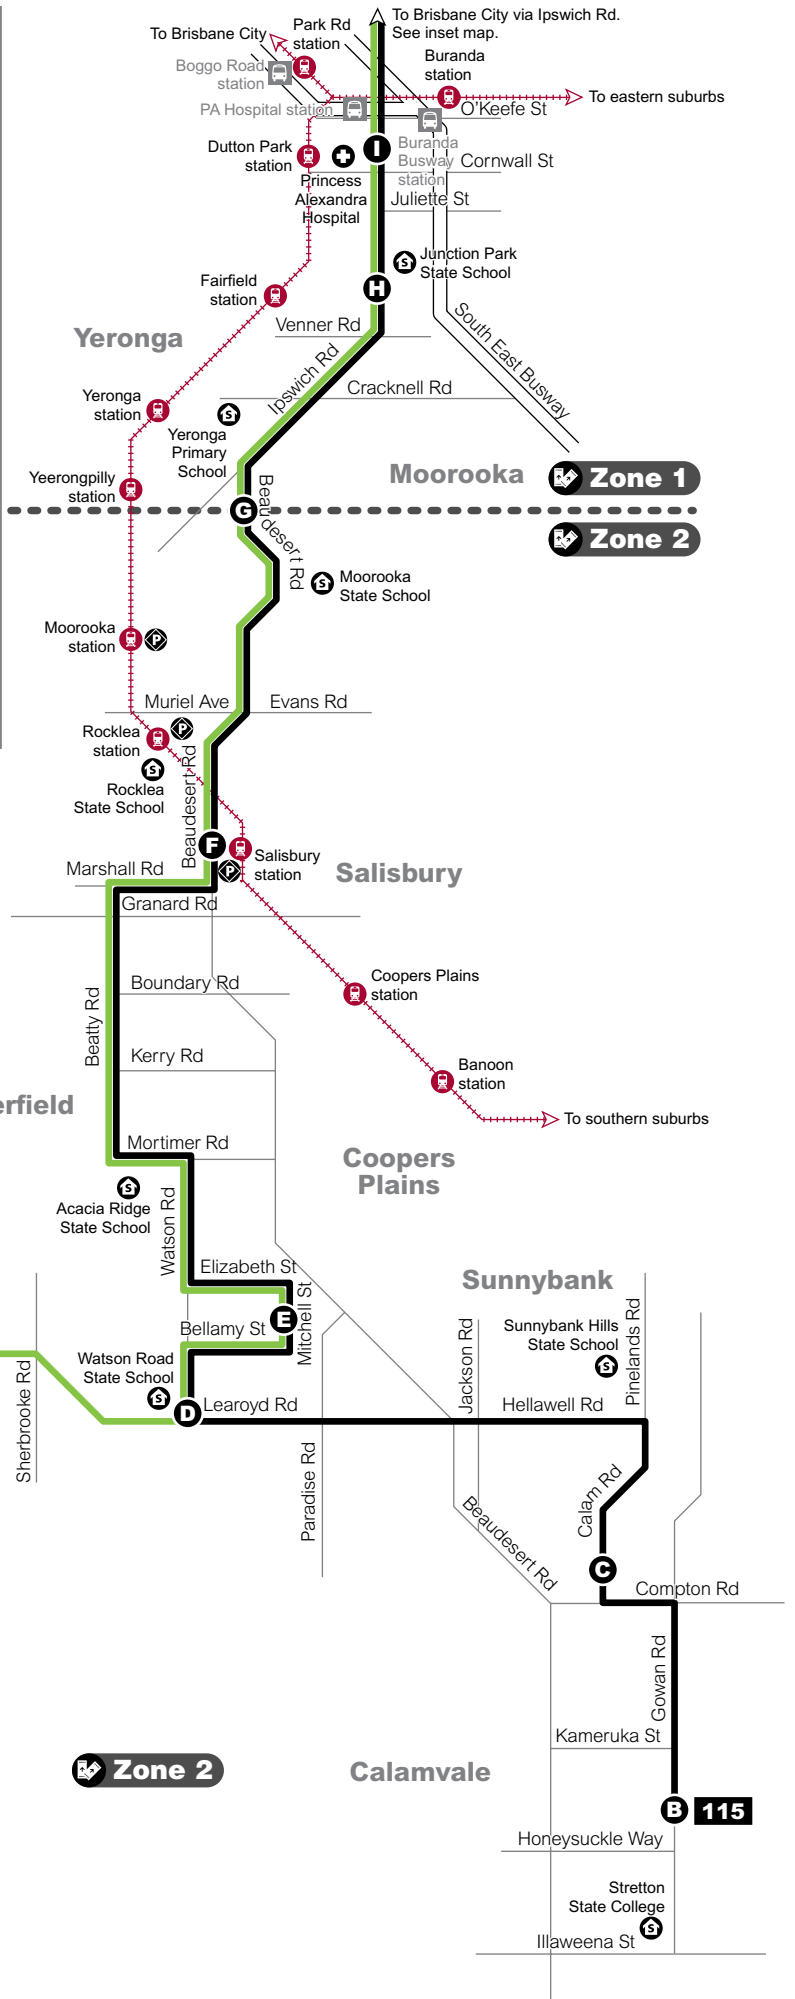 To Brisbane City via Ipswich Rd.
See inset map.
To Brisbane City
Park Rd
station
Buranda
station
Boggo Road
station
To eastern suburbs
PA Hospital station
O'Keefe St
Dutton Park
station
I
Buranda
Busway
station
Cornwall St
Princess
Alexandra
Hospital
Juliette St
Junction Park
State School
Fairfield
station
H
South East Busway
Venner Rd
Yeronga
Ipswich Rd
Cracknell Rd
Yeronga
station
Yeronga
Primary
School
Moorooka
Zone 1
Yeerongpilly
station
Beaudesert Rd
G
Zone 2
Moorooka
State School
Moorooka
station
P
Muriel Ave
Evans Rd
Rocklea
station
P
Rocklea
State School
Beaudesert Rd
F
Salisbury
station
P
Salisbury
Marshall Rd
Granard Rd
Coopers Plains
station
Boundary Rd
Beatty Rd
Kerry Rd
Banoon
station
erfield
To southern suburbs
Mortimer Rd
Coopers
Plains
Acacia Ridge
State School
Watson Rd
Elizabeth St
Sunnybank
Mitchell St
E
Bellamy St
Sunnybank Hills
State School
Pinelands Rd
Jackson Rd
Watson Road
State School
Sherbrooke Rd
D
Learoyd Rd
Hellawell Rd
Paradise Rd
Calam Rd
Beaudesert Rd
C
Compton Rd
Gowan Rd
Kameruka St
Zone 2
Calamvale
B
115
Honeysuckle Way
Stretton
State College
Illaweena St